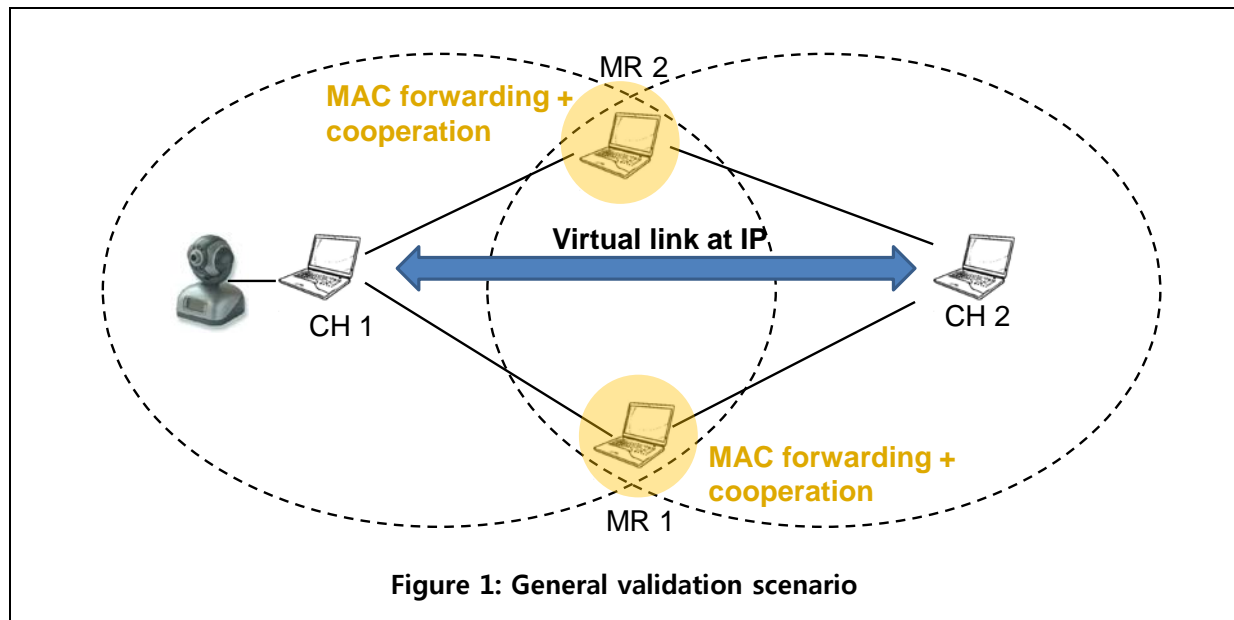 MR 2
MAC forwarding +
cooperation
Virtual link at IP
CH 1
CH 2
MAC forwarding +
cooperation
MR 1
Figure 1: General validation scenario